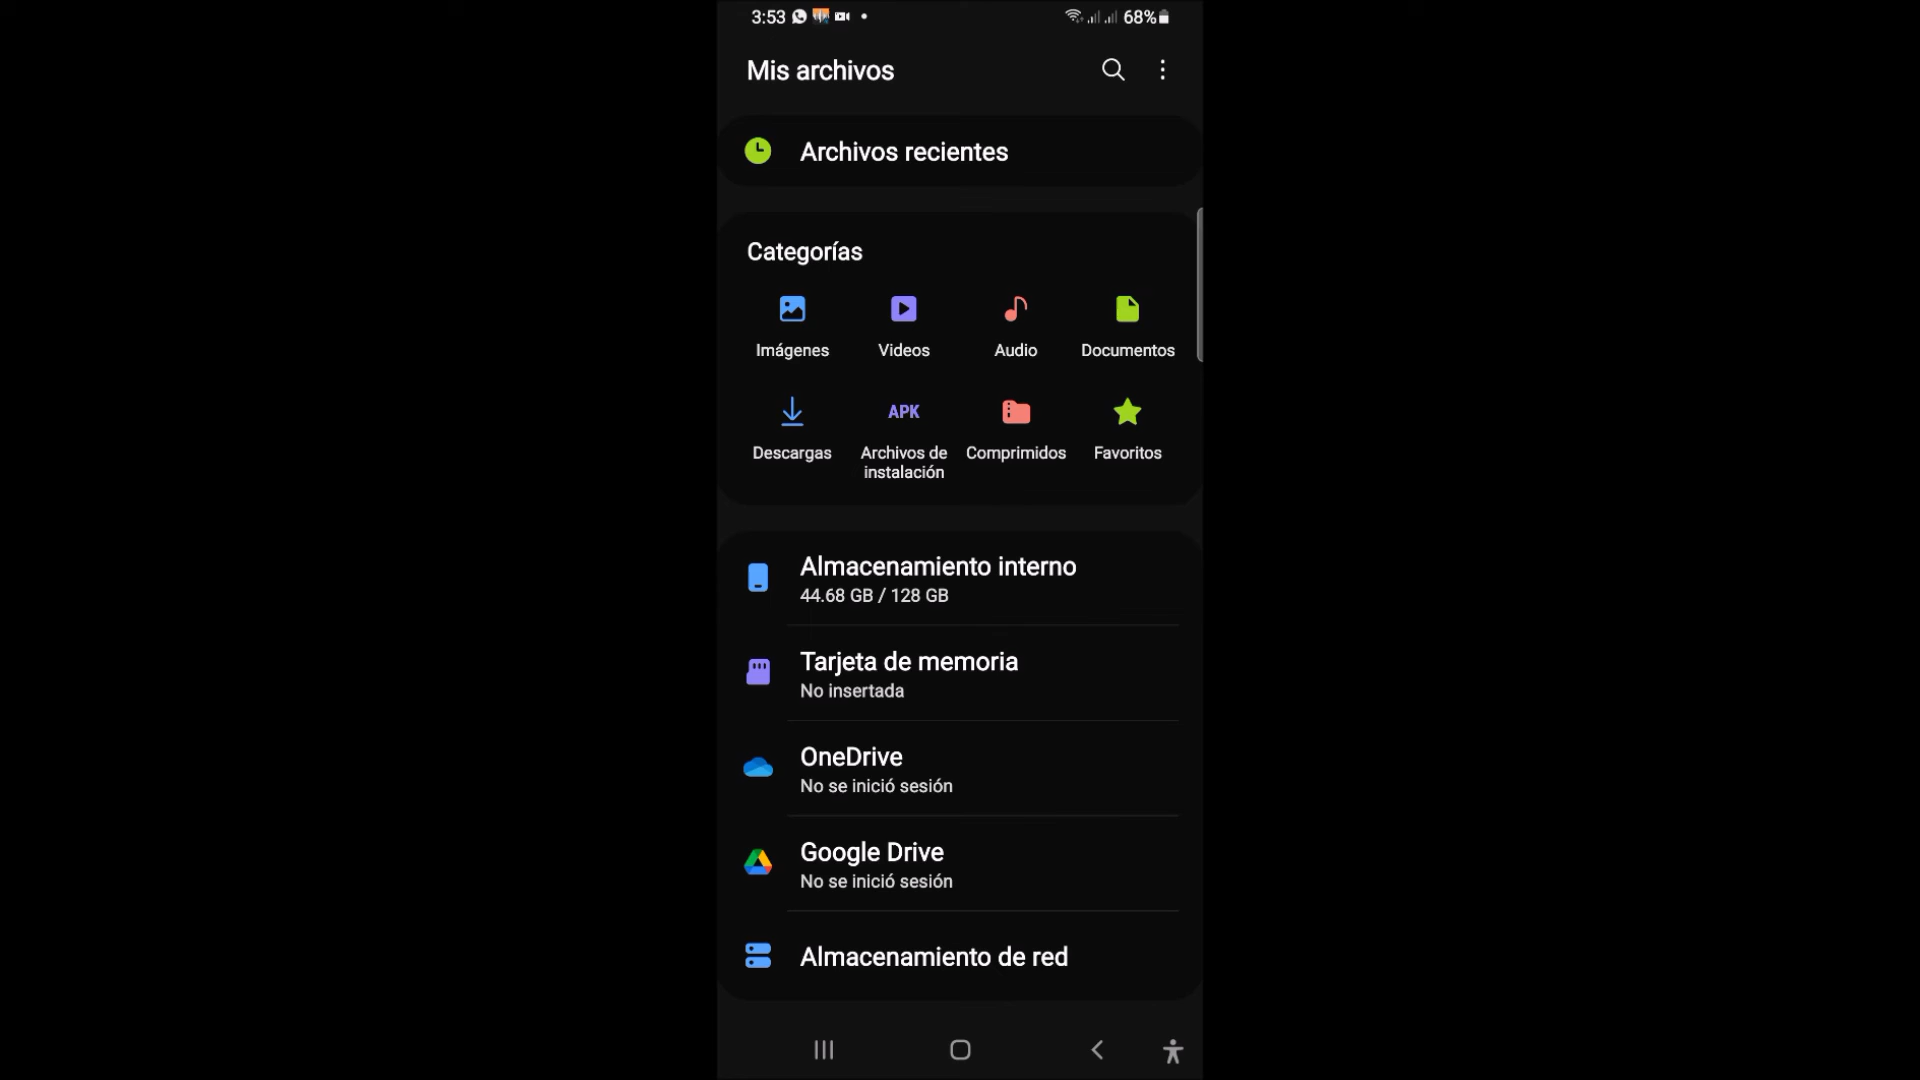 3:53
68%
Mis archivos
Archivos recientes
Categorías
Imágenes
Videos
Audio
Documentos
Descargas
APK
Archivos de
instalación
Comprimidos
Favoritos
Almacenamiento interno
44.68 GB / 128 GB
Tarjeta de memoria
No insertada
OneDrive
No se inició sesión
Google Drive
No se inició sesión
Almacenamiento de red